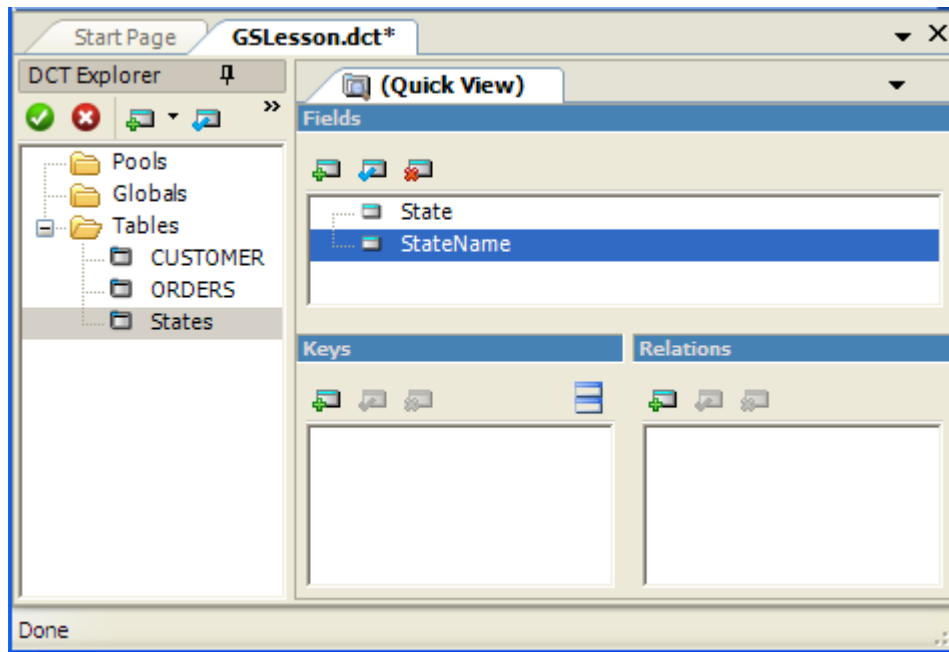 Start Page
GSLesson.dct*
DCT Explorer
Pools
Globals
Tables
CUSTOMER
ORDERS
States
(Quick View)
Fields
State
StateName
Keys
Relations
Done